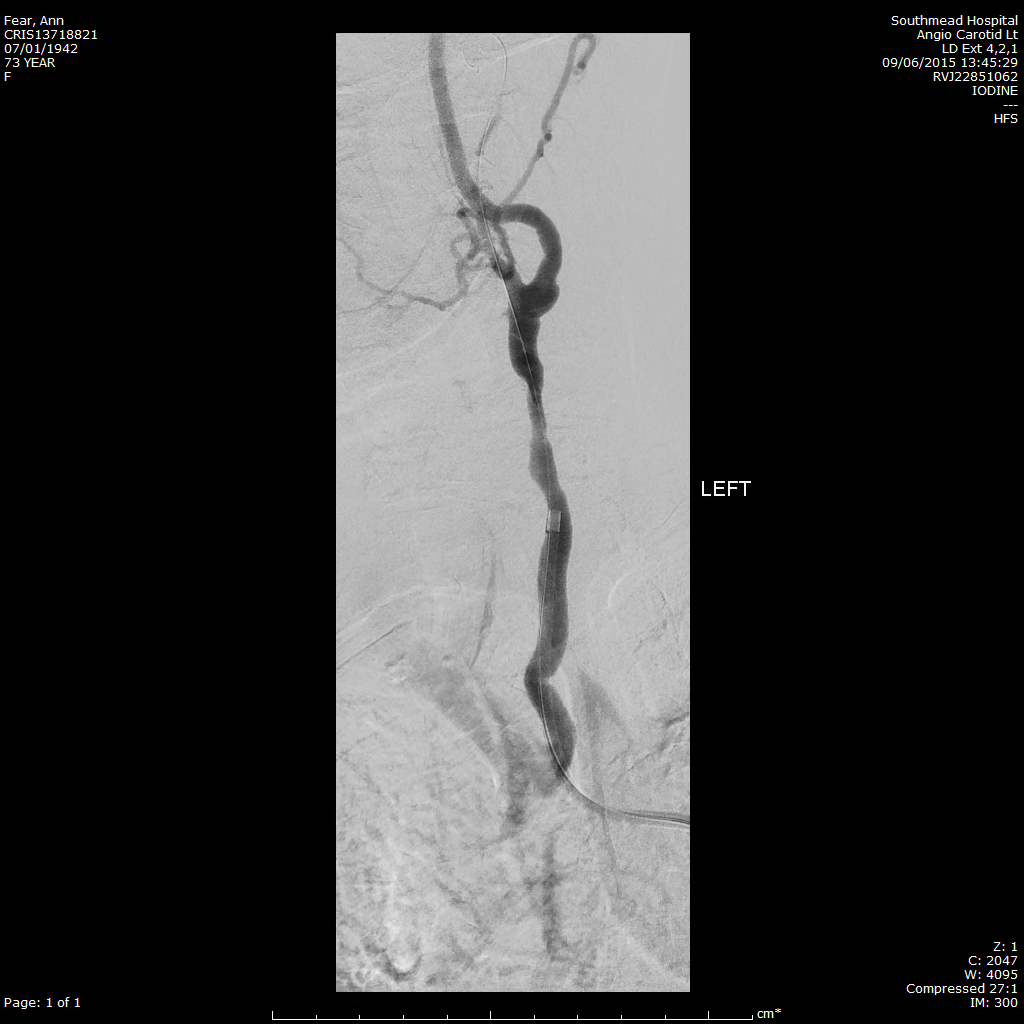 Fear, Ann
CRIS13718821
07/01/1942
73 YEAR
F
Southmead Hospital
Angio Carotid Lt
LD Ext 4,2,1
09/06/2015 13:45:29
RVJ22851062
IODINE
---
HFS
LEFT
Page: 1 of 1
Z: 1
C: 2047
W: 4095
Compressed 27:1
IM: 300
cm*